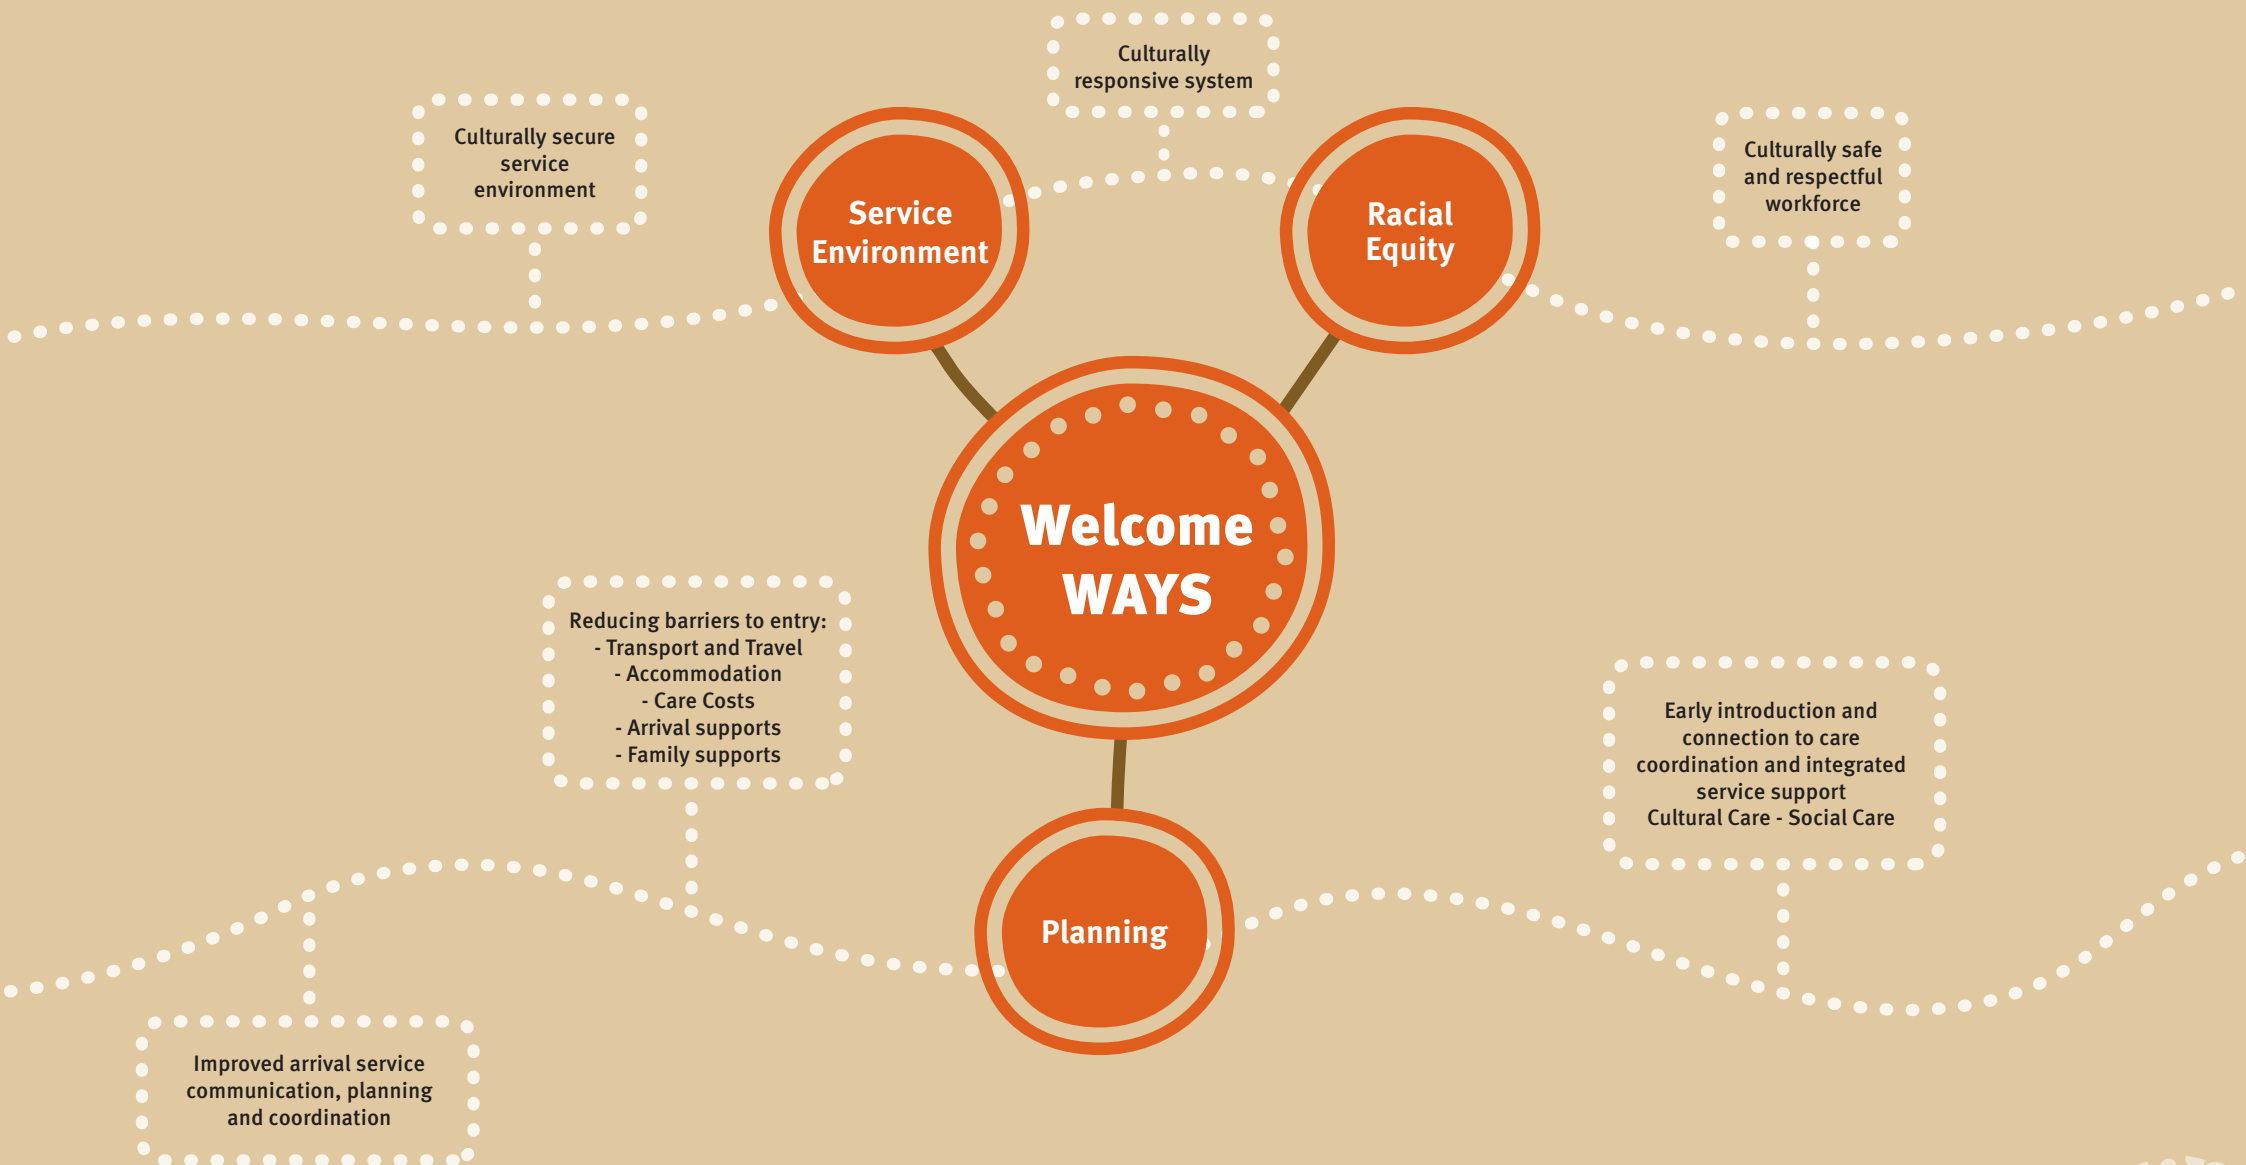 Culturally
responsive system
Culturally secure
service
environment
Culturally safe
and respectful
workforce
Service
Environment
Racial
Equity
Welcome
WAYS
Reducing barriers to entry:
- Transport and Travel
- Accommodation
- Care Costs
- Arrival supports
- Family supports
Early introduction and
connection to care
coordination and integrated
service support
Cultural Care - Social Care
Planning
Improved arrival service
communication, planning
and coordination